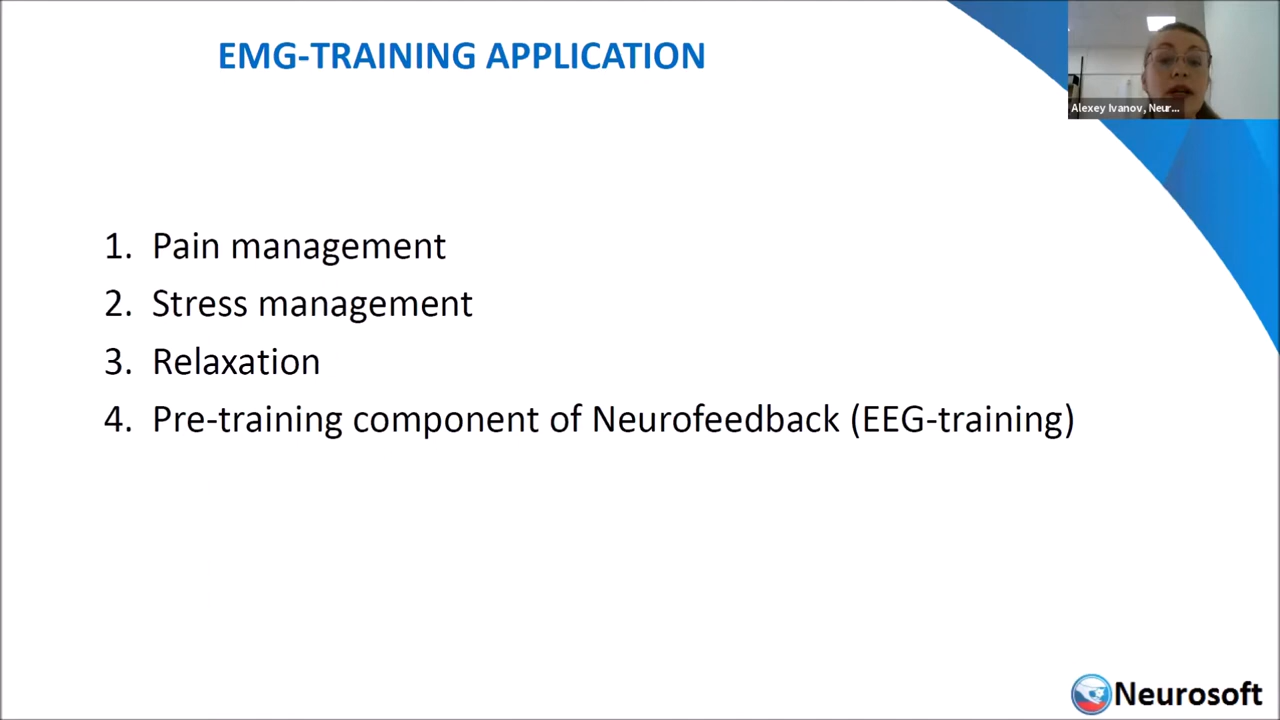 EMG-TRAINING APPLICATION
Alexey Ivanov, Neur...
1. Pain management
2. Stress management
3. Relaxation
4. Pre-training component of Neurofeedback (EEG-training)
Neurosoft